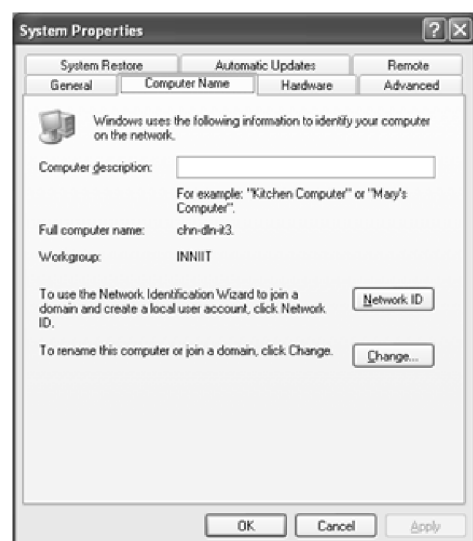 System Properties
System Restore Automatic Updates Remote
General Computer Name Hardware Advanced
Windows uses the following information to identify your computer
on the network.
Computer description:
For example: "Kitchen Computer" or "Mary's
Computer".
Full computer name: chn-dln-it3.
Workgroup: INNIIT
To use the Network Identification Wizard to join a
domain and create a local user account, click Network
ID.
Network ID
To rename this computer or join a domain, click Change.
Change...
OK Cancel Apply